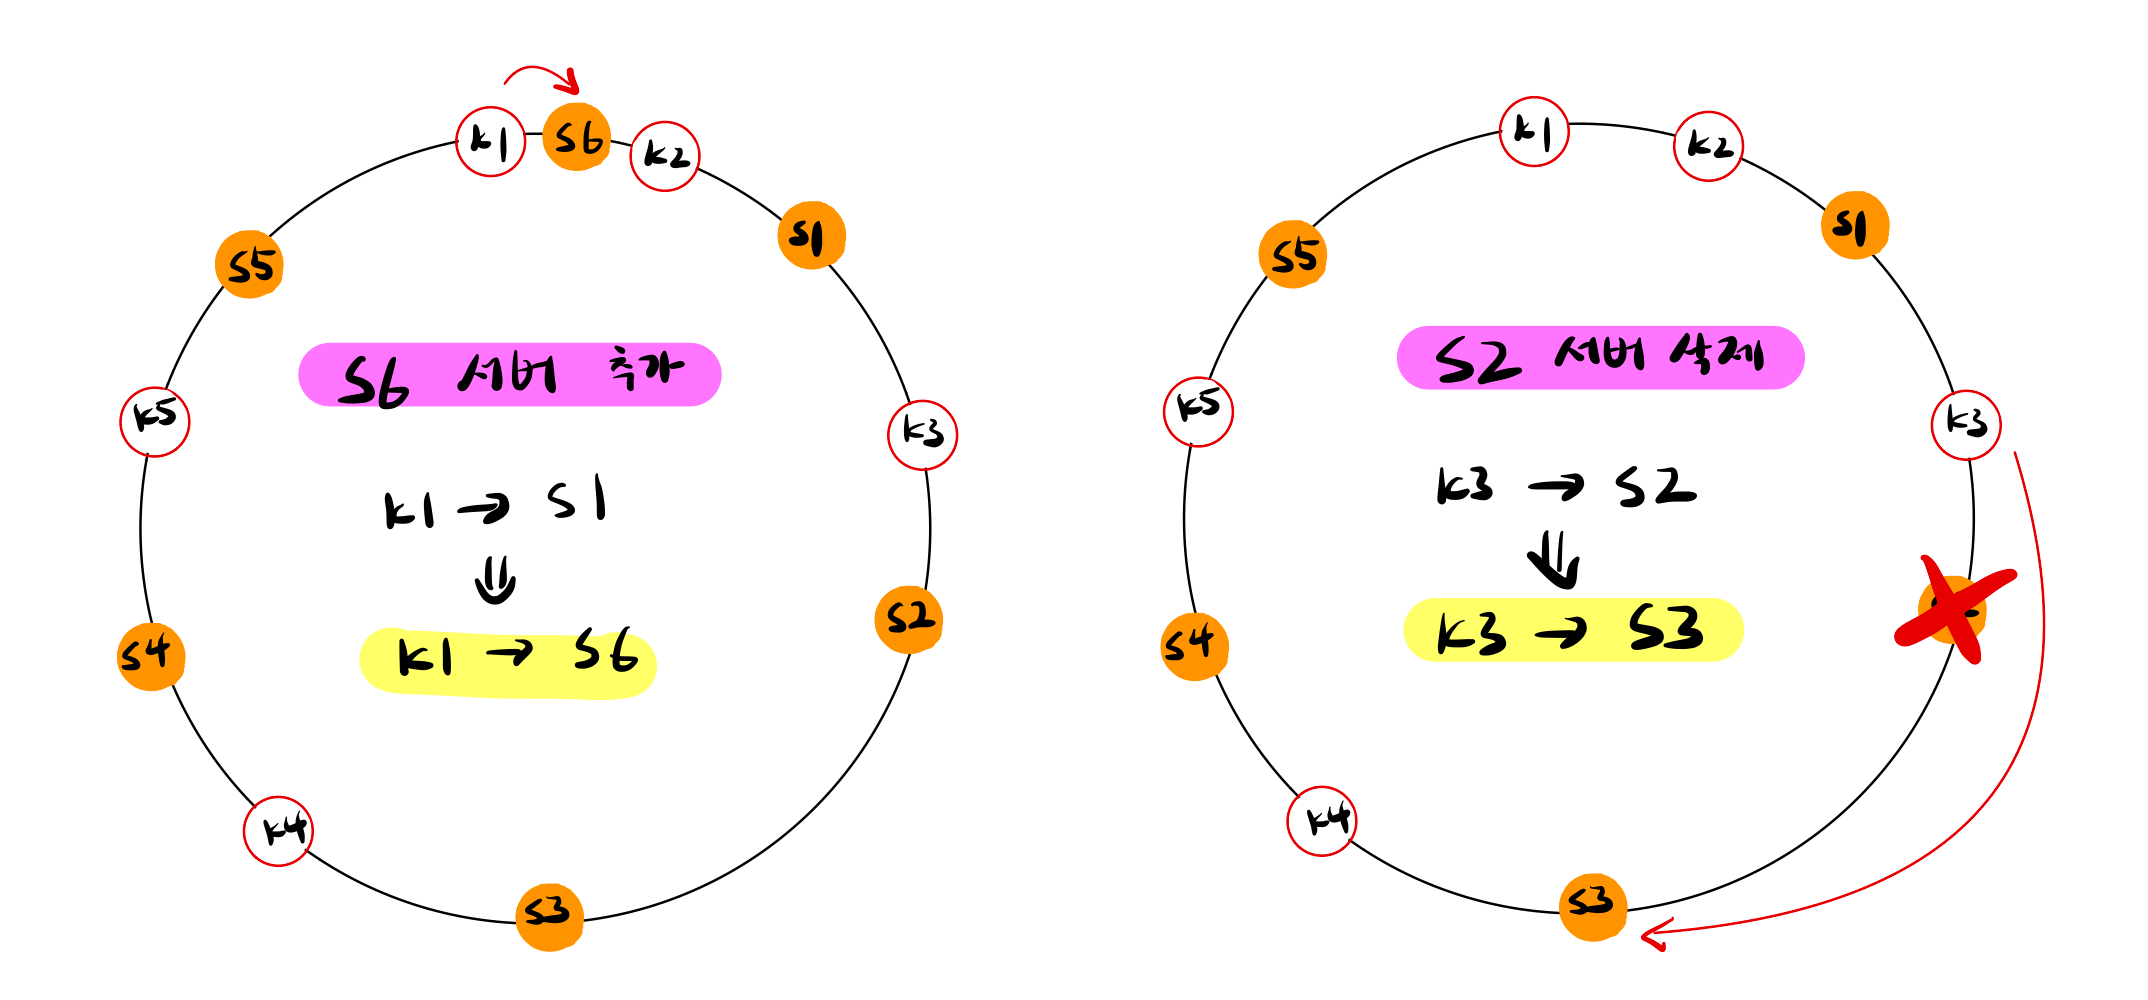 k1
S6
k2
S1
S5
S6 서버 추가
k5
k3
k1 → S1
⇓
k1 → S6
S2
S4
k4
S3
k1
k2
S1
S5
S2 서버 삭제
k5
k3
k3 → S2
⇓
k3 → S3
S4
k4
S3